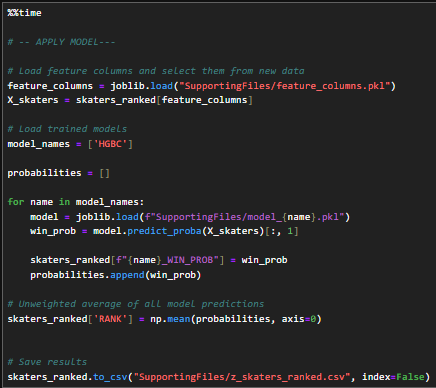 %%time
# -- APPLY MODEL---
# Load feature columns and select them from new data
feature_columns = joblib.load("SupportingFiles/feature_columns.pkl")
X_skaters = skaters_ranked[feature_columns]
# Load trained models
model_names = ['HGBC']
probabilities = []
for name in model_names:
    model = joblib.load(f"SupportingFiles/model_{name}.pkl")
    win_prob = model.predict_proba(X_skaters)[:, 1]
    skaters_ranked[f"{name}_WIN_PROB"] = win_prob
    probabilities.append(win_prob)
# Unweighted average of all model predictions
skaters_ranked['RANK'] = np.mean(probabilities, axis=0)
# Save results
skaters_ranked.to_csv("SupportingFiles/z_skaters_ranked.csv", index=False)